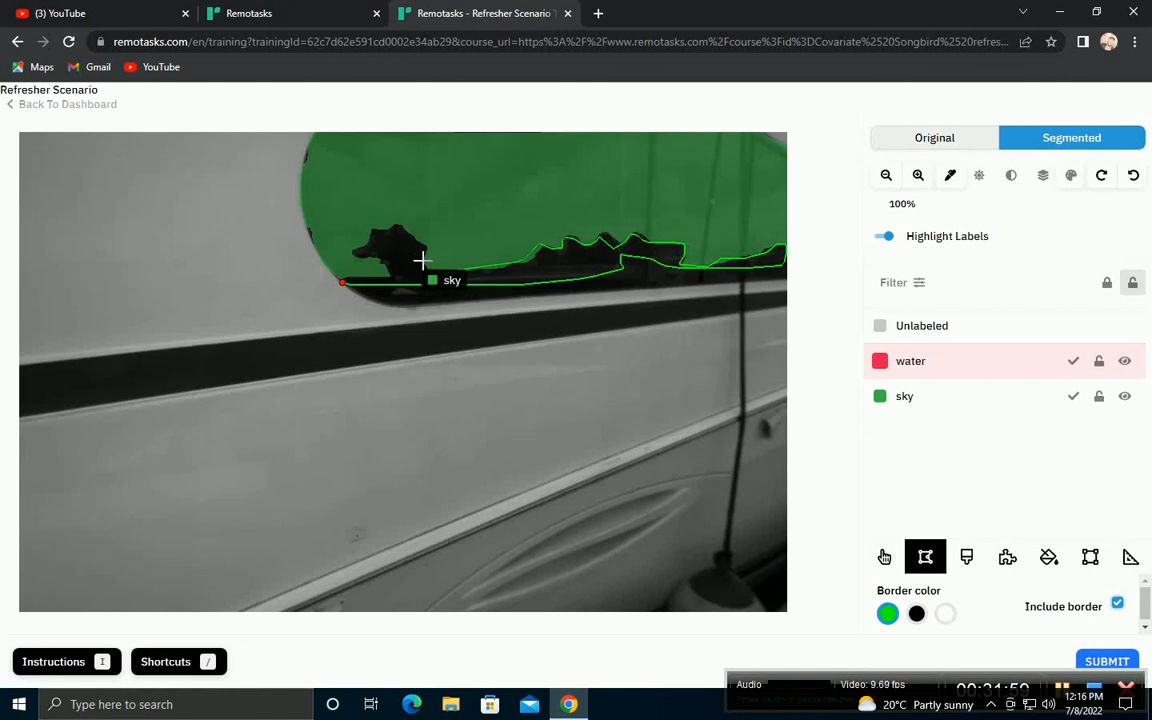 (3) YouTube
Remotasks
Remotasks - Refresher Scenario T
remotasks.com/en/training?trainingId=62c7d62e591cd0002e34ab29&course_url=https%3A%2F%2Fwww.remotasks.com%2Fcourse%3Fid%3DCovariate%2520Songbird%2520refres...
Maps
Gmail
YouTube
Refresher Scenario
Back To Dashboard
Original
Segmented
100%
Highlight Labels
Filter
Unlabeled
water
sky
sky
Border color
Include border
Instructions I
Shortcuts /
SUBMIT
Audio
Video: 9.69 fps
00:31:59
Type here to search
20°C Partly sunny
12:16 PM
7/8/2022